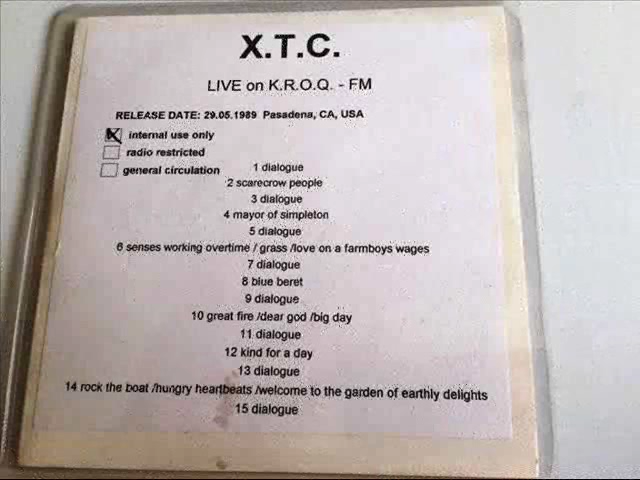 X.T.C.
LIVE on K.R.O.Q. - FM
RELEASE DATE: 29.05.1989 Pasadena, CA, USA
internal use only
radio restricted
general circulation
1 dialogue
2 scarecrow people
3 dialogue
4 mayor of simpleton
5 dialogue
6 senses working overtime / grass /love on a farmboys wages
7 dialogue
8 blue beret
9 dialogue
10 great fire /dear god /big day
11 dialogue
12 kind for a day
13 dialogue
14 rock the boat /hungry heartbeats /welcome to the garden of earthly delights
15 dialogue